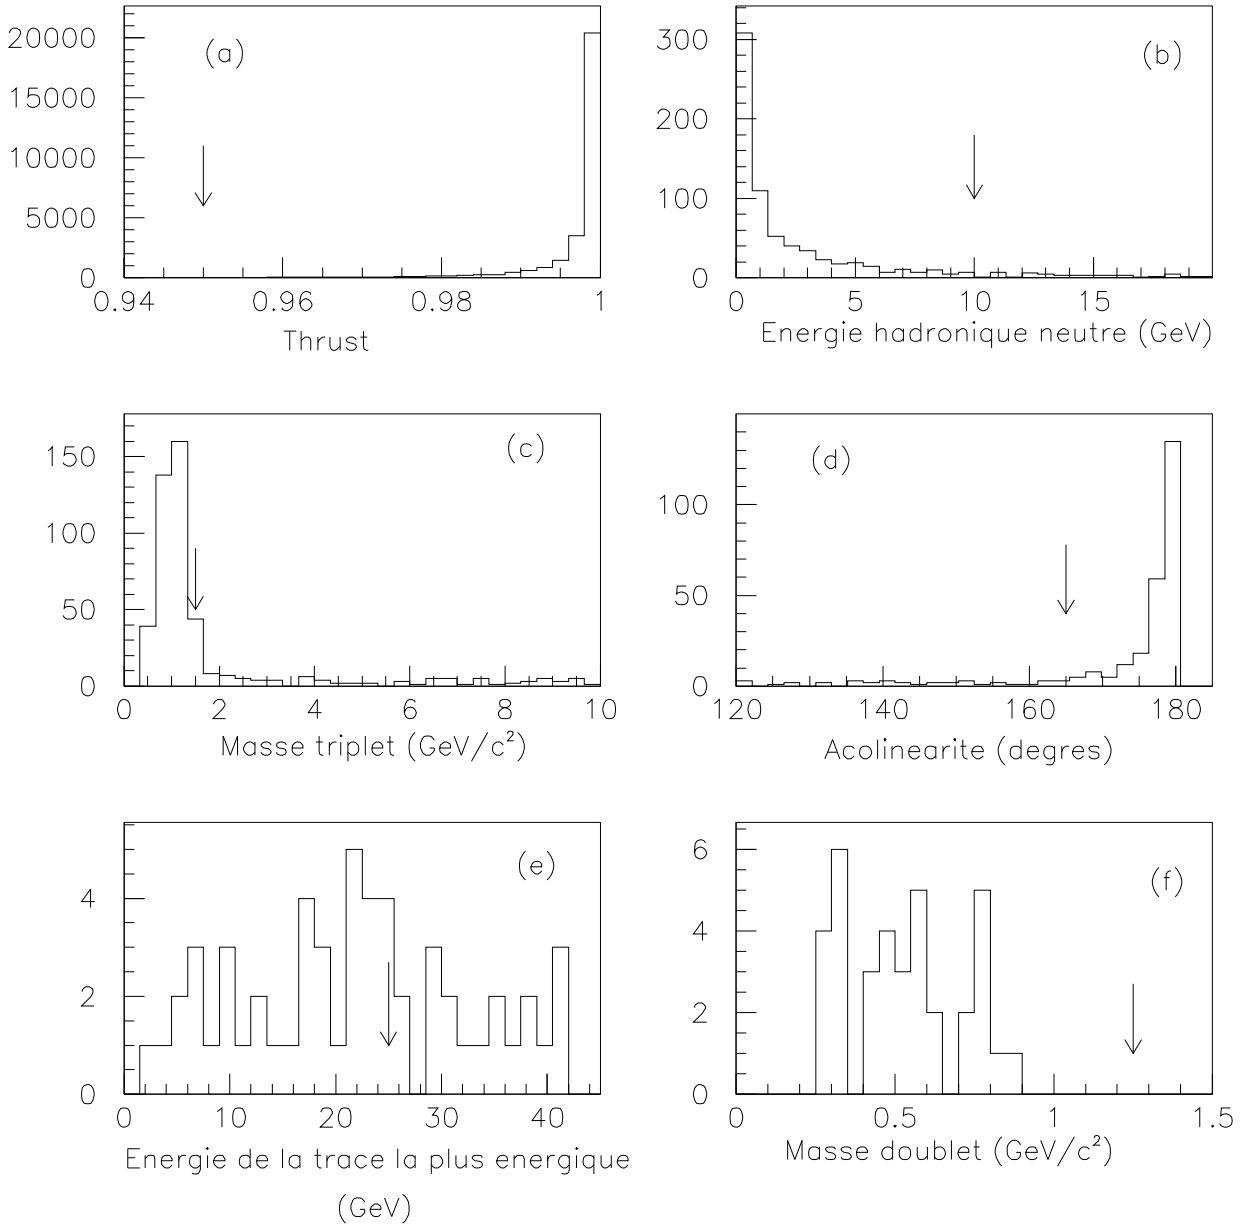 (a)
20000
15000
10000
5000
0
0.94 0.96 0.98 1
Thrust
(b)
300
200
100
0
0 5 10 15
Energie hadronique neutre (GeV)
(c)
150
100
50
0
0 2 4 6 8 10
Masse triplet (GeV/c²)
(d)
100
50
0
120 140 160 180
Acolinearite (degres)
(e)
4
2
0
0 10 20 30 40
Energie de la trace la plus energique
(GeV)
(f)
6
4
2
0
0 0.5 1 1.5
Masse doublet (GeV/c²)